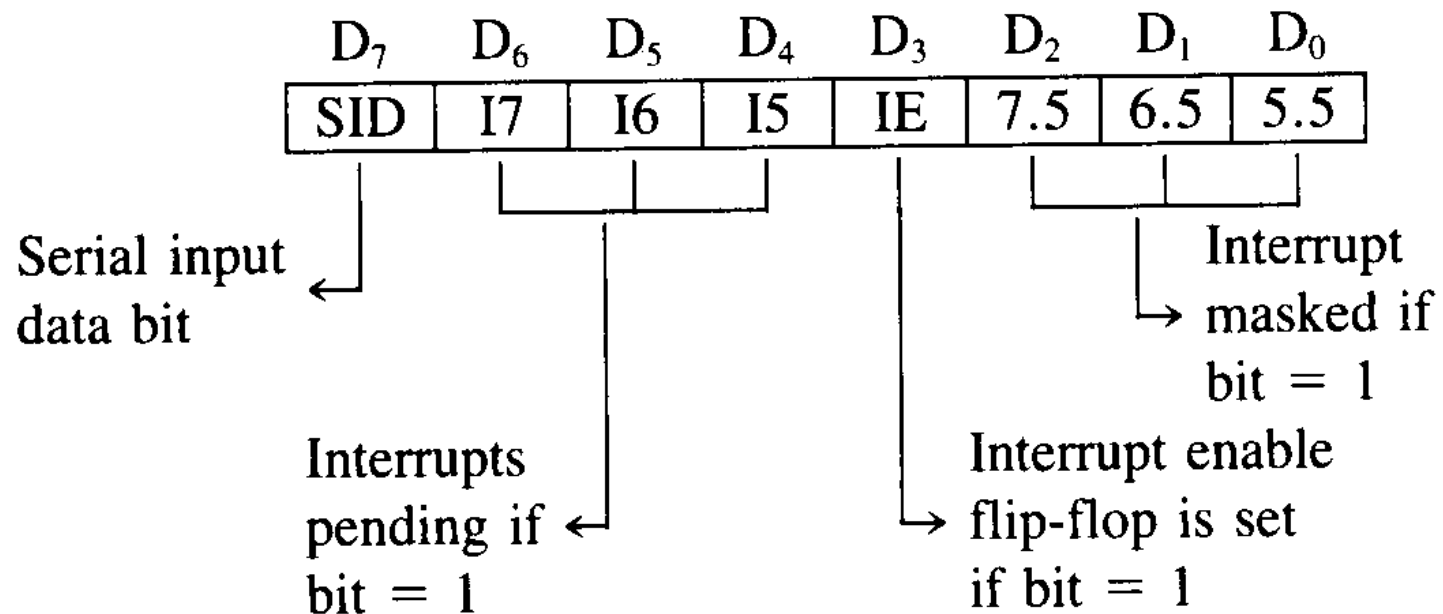 D₇ D₆ D₅ D₄ D₃ D₂ D₁ D₀
SID I7 I6 I5 IE 7.5 6.5 5.5
Serial input
data bit
Interrupt
masked if
bit = 1
Interrupts
pending if
bit = 1
Interrupt enable
flip-flop is set
if bit = 1